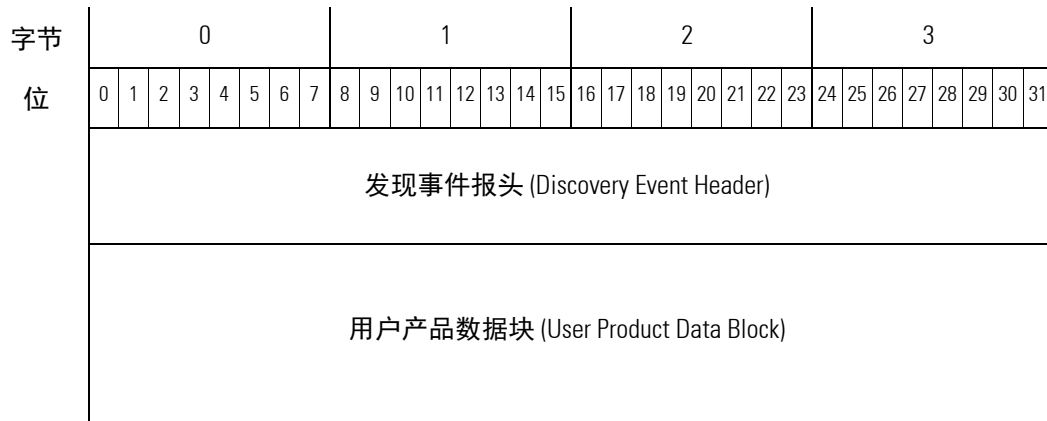 字节 0 1 2 3
位 0 1 2 3 4 5 6 7 8 9 10 11 12 13 14 15 16 17 18 19 20 21 22 23 24 25 26 27 28 29 30 31
发现事件报头 (Discovery Event Header)
用户产品数据块 (User Product Data Block)